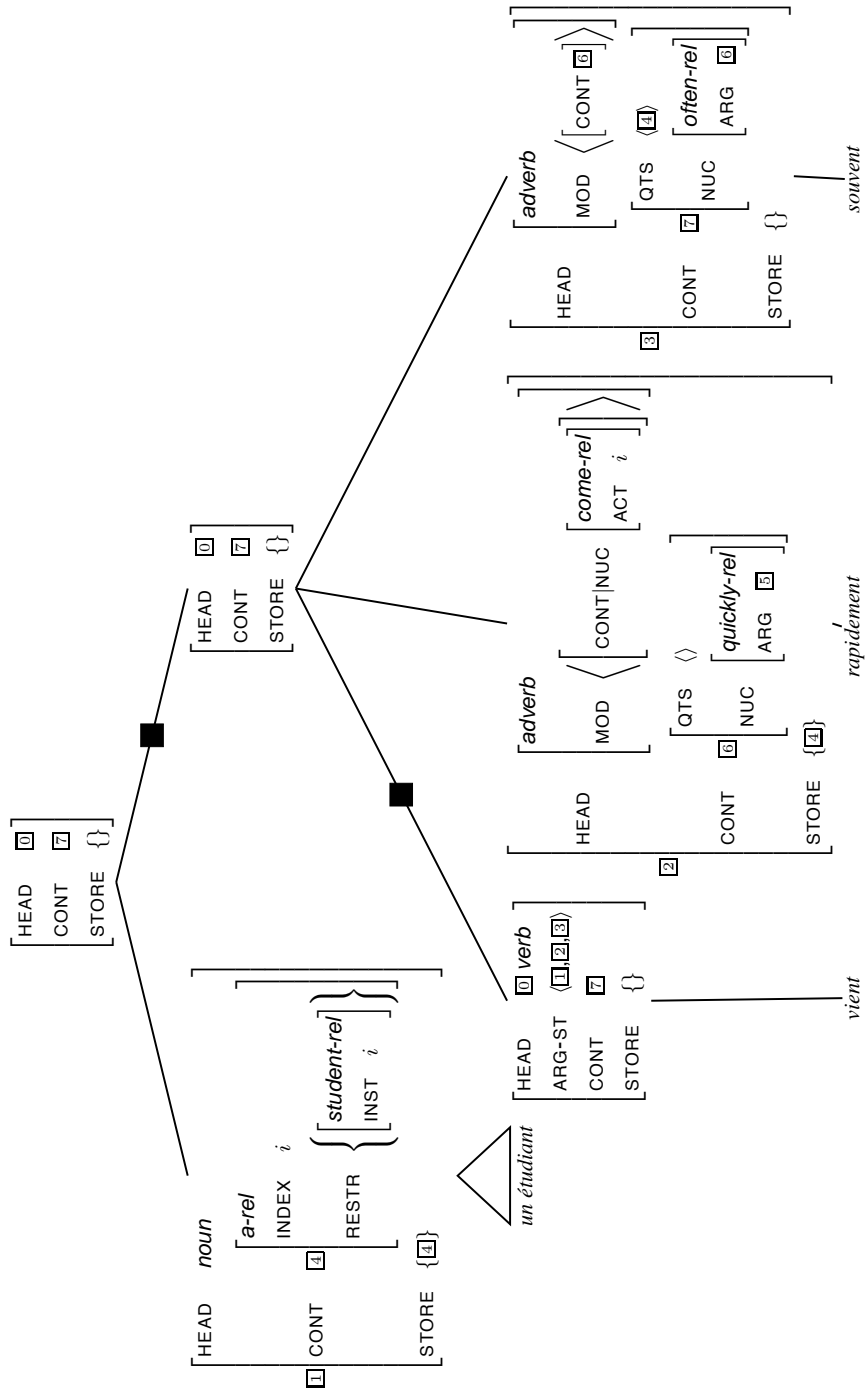 HEAD 0
CONT 7
STORE {}
1
HEAD noun
CONT 4
a-rel
INDEX i
RESTR { student-rel
INST i }
STORE {4}
un étudiant
HEAD 0
CONT 7
STORE {}
HEAD 0 verb
ARG-ST ⟨1,2,3⟩
CONT 7
STORE {}
vient
2
HEAD
adverb
MOD ⟨ CONT|NUC
come-rel
ACT i ⟩
CONT 6
QTS ⟨⟩
NUC
quickly-rel
ARG 5
STORE {4}
rapidement
3
HEAD
adverb
MOD ⟨[CONT 6]⟩
CONT 7
QTS ⟨4⟩
NUC
often-rel
ARG 6
STORE {}
souvent